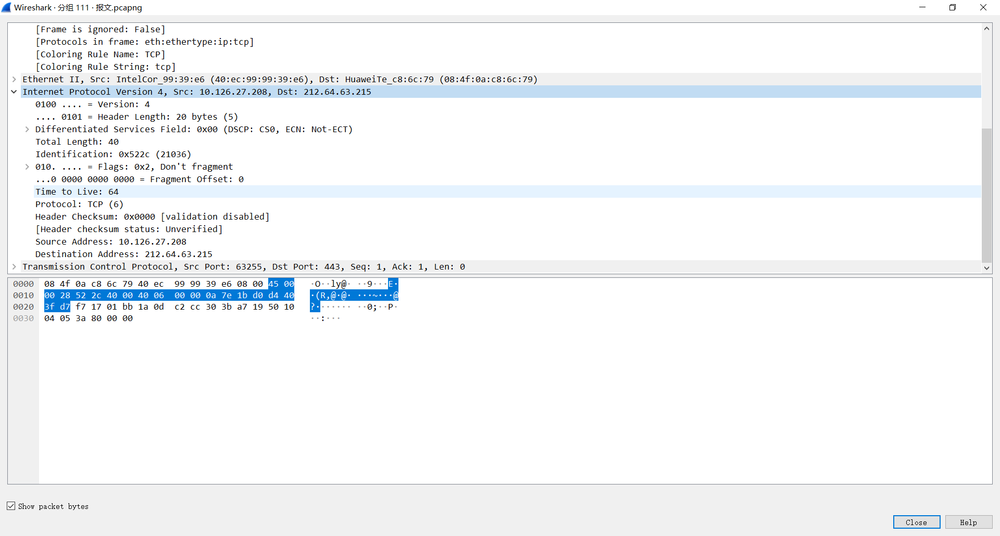 Wireshark · 分组 111 · 报文.pcapng
[Frame is ignored: False]
[Protocols in frame: eth:ethertype:ip:tcp]
[Coloring Rule Name: TCP]
[Coloring Rule String: tcp]
Ethernet II, Src: IntelCor_99:39:e6 (40:ec:99:99:39:e6), Dst: HuaweiTe_c8:6c:79 (08:4f:0a:c8:6c:79)
Internet Protocol Version 4, Src: 10.126.27.208, Dst: 212.64.63.215
0100 .... = Version: 4
.... 0101 = Header Length: 20 bytes (5)
Differentiated Services Field: 0x00 (DSCP: CS0, ECN: Not-ECT)
Total Length: 40
Identification: 0x522c (21036)
010. .... = Flags: 0x2, Don't fragment
...0 0000 0000 0000 = Fragment Offset: 0
Time to Live: 64
Protocol: TCP (6)
Header Checksum: 0x0000 [validation disabled]
[Header checksum status: Unverified]
Source Address: 10.126.27.208
Destination Address: 212.64.63.215
Transmission Control Protocol, Src Port: 63255, Dst Port: 443, Seq: 1, Ack: 1, Len: 0
0000 08 4f 0a c8 6c 79 40 ec 99 99 39 e6 08 00 45 00 ·O··ly@· ··9···E·
0010 00 28 52 2c 40 00 40 06 00 00 0a 7e 1b d0 d4 40 ·(R,@·@· ···~···@
0020 3f d7 f7 17 01 bb 1a 0d c2 cc 30 3b a7 19 50 10 ?······· ··0;··P·
0030 04 05 3a 80 00 00 ··:···
Show packet bytes
Close
Help